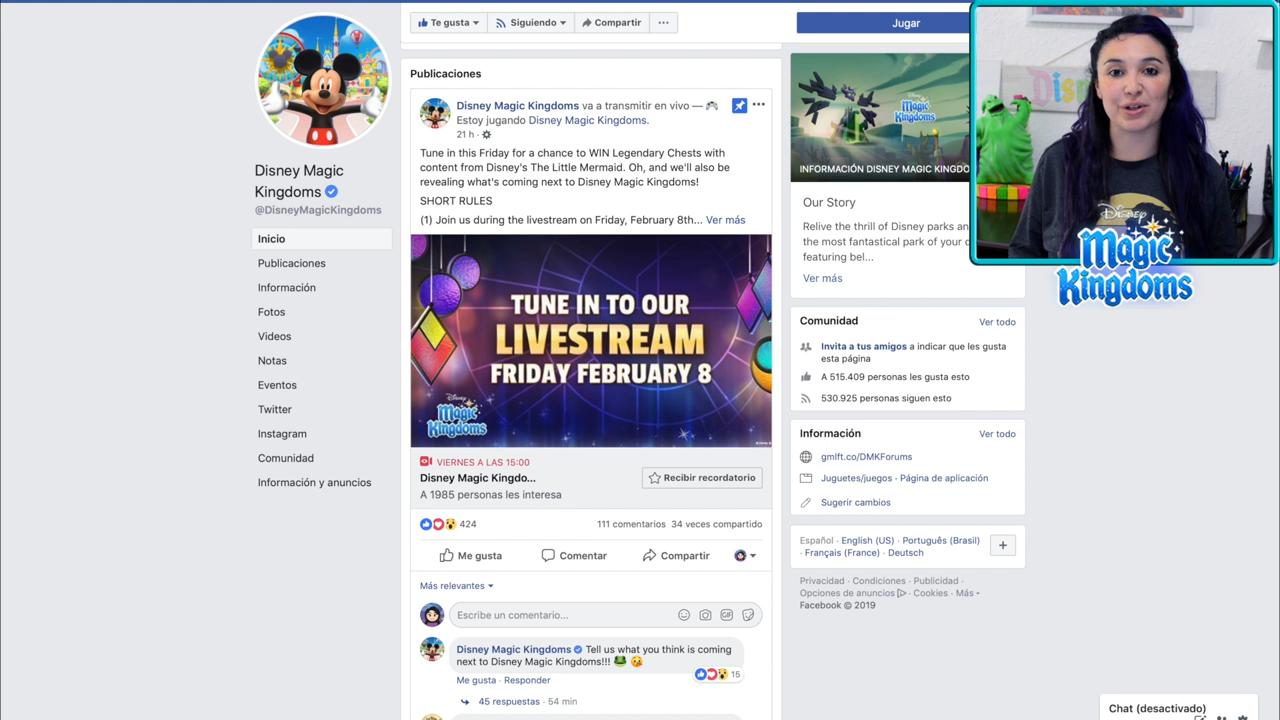 Te gusta
Siguiendo
Compartir
Jugar
Disney Magic
Kingdoms
@DisneyMagicKingdoms
Inicio
Publicaciones
Información
Fotos
Videos
Notas
Eventos
Twitter
Instagram
Comunidad
Información y anuncios
Publicaciones
Disney Magic Kingdoms va a transmitir en vivo —
Estoy jugando Disney Magic Kingdoms.
21 h ·
Tune in this Friday for a chance to WIN Legendary Chests with
content from Disney's The Little Mermaid. Oh, and we'll also be
revealing what's coming next to Disney Magic Kingdoms!
SHORT RULES
(1) Join us during the livestream on Friday, February 8th... Ver más
TUNE IN TO OUR
LIVESTREAM
FRIDAY FEBRUARY 8
Disney
Magic
Kingdoms
VIERNES A LAS 15:00
Disney Magic Kingdo...
A 1985 personas les interesa
Recibir recordatorio
424
111 comentarios 34 veces compartido
Me gusta
Comentar
Compartir
Más relevantes
Escribe un comentario...
GIF
Disney Magic Kingdoms Tell us what you think is coming
next to Disney Magic Kingdoms!!!
15
Me gusta · Responder
45 respuestas · 54 min
Disney
Magic
Kingdoms
INFORMACIÓN DISNEY MAGIC KINGDO
Our Story
Relive the thrill of Disney parks an
the most fantastical park of your
featuring bel...
Ver más
Comunidad
Ver todo
Invita a tus amigos a indicar que les gusta
esta página
A 515.409 personas les gusta esto
530.925 personas siguen esto
Información
Ver todo
gmlft.co/DMKForums
Juguetes/juegos · Página de aplicación
Sugerir cambios
Español · English (US) · Português (Brasil)
· Français (France) · Deutsch
Privacidad · Condiciones · Publicidad ·
Opciones de anuncios · Cookies · Más
Facebook © 2019
Disney
Disney
Magic
Kingdoms
Chat (desactivado)